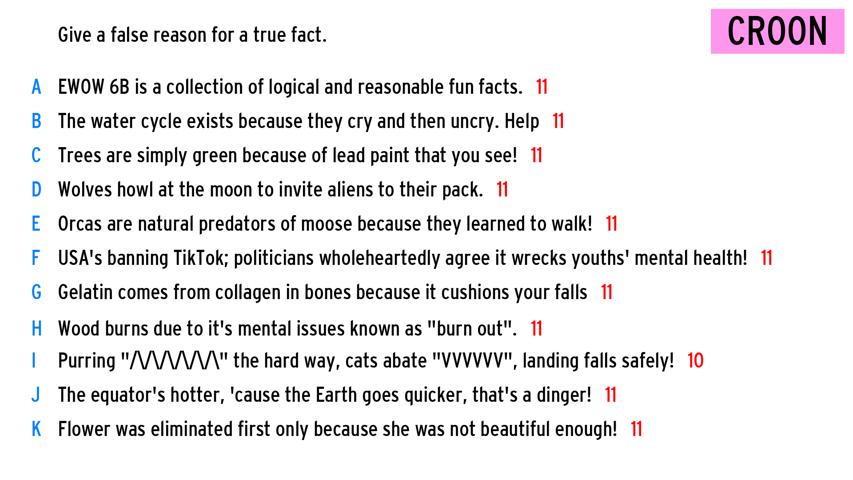 Give a false reason for a true fact.
CROON
A EWOW 6B is a collection of logical and reasonable fun facts. 11
B The water cycle exists because they cry and then uncry. Help 11
C Trees are simply green because of lead paint that you see! 11
D Wolves howl at the moon to invite aliens to their pack. 11
E Orcas are natural predators of moose because they learned to walk! 11
F USA's banning TikTok; politicians wholeheartedly agree it wrecks youths' mental health! 11
G Gelatin comes from collagen in bones because it cushions your falls 11
H Wood burns due to it's mental issues known as "burn out". 11
I Purring "/\/\/\/\/\/\/\" the hard way, cats abate "VVVVVV", landing falls safely! 10
J The equator's hotter, 'cause the Earth goes quicker, that's a dinger! 11
K Flower was eliminated first only because she was not beautiful enough! 11